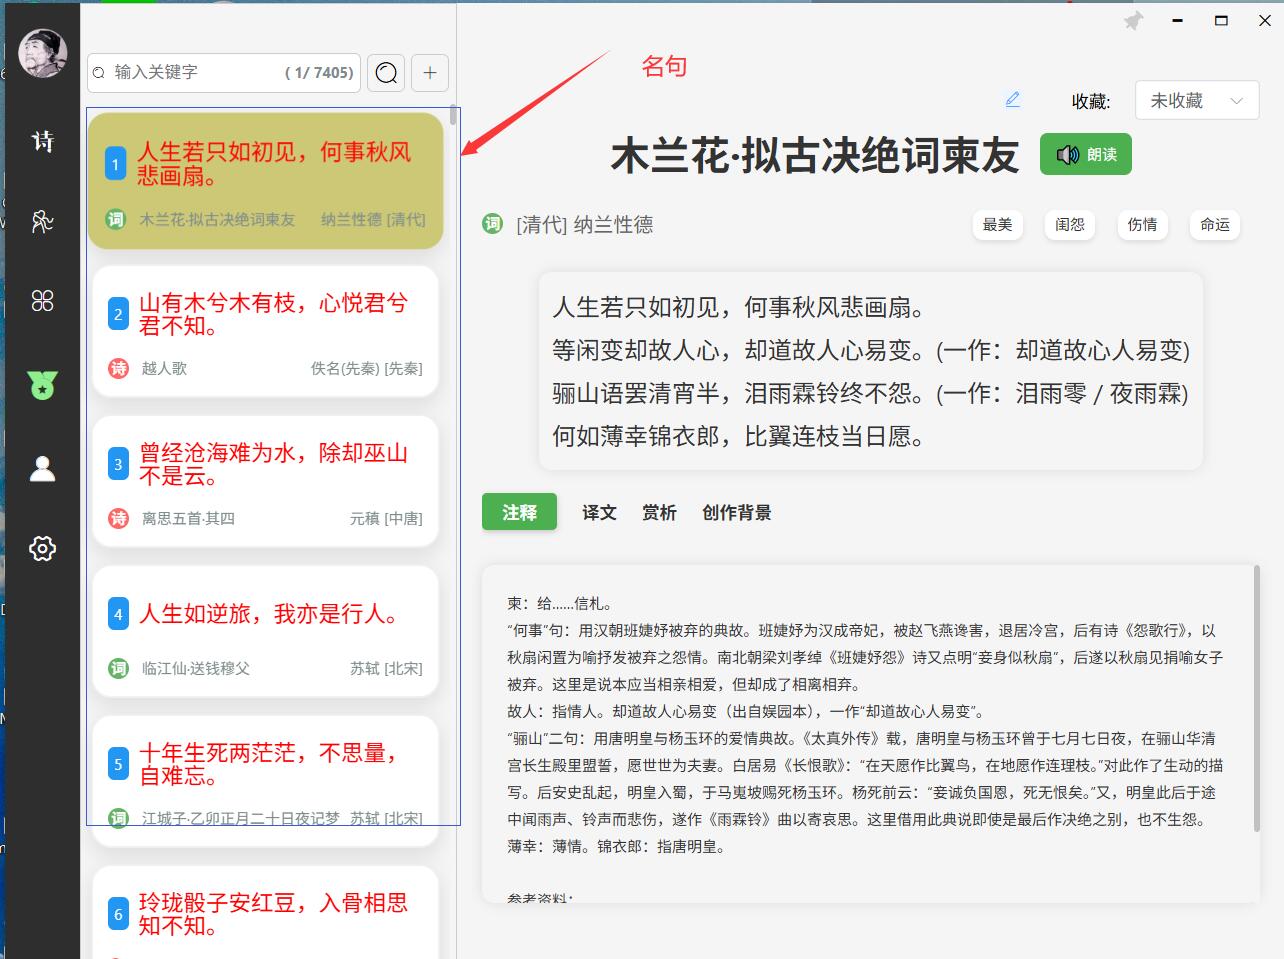 输入关键字 ( 1/ 7405)
诗
1 人生若只如初见，何事秋风
悲画扇。
词 木兰花·拟古决绝词柬友 纳兰性德 [清代]
2 山有木兮木有枝，心悦君兮
君不知。
诗 越人歌 佚名(先秦) [先秦]
3 曾经沧海难为水，除却巫山
不是云。
诗 离思五首·其四 元稹 [中唐]
4 人生如逆旅，我亦是行人。
词 临江仙·送钱穆父 苏轼 [北宋]
5 十年生死两茫茫，不思量，
自难忘。
词 江城子·乙卯正月二十日夜记梦 苏轼 [北宋]
6 玲珑骰子安红豆，入骨相思
知不知。
名句
收藏: 未收藏
木兰花·拟古决绝词柬友 朗读
词 [清代] 纳兰性德 最美 闺怨 伤情 命运
人生若只如初见，何事秋风悲画扇。
等闲变却故人心，却道故人心易变。(一作：却道故心人易变)
骊山语罢清宵半，泪雨霖铃终不怨。(一作：泪雨零 / 夜雨霖)
何如薄幸锦衣郎，比翼连枝当日愿。
注释 译文 赏析 创作背景
柬：给……信札。
“何事”句：用汉朝班婕妤被弃的典故。班婕妤为汉成帝妃，被赵飞燕谗害，退居冷宫，后有诗《怨歌行》，以
秋扇闲置为喻抒发被弃之怨情。南北朝梁刘孝绰《班婕妤怨》诗又点明“妾身似秋扇”，后遂以秋扇见捐喻女子
被弃。这里是说本应当相亲相爱，但却成了相离相弃。
故人：指情人。却道故人心易变（出自娱园本），一作“却道故心人易变”。
“骊山”二句：用唐明皇与杨玉环的爱情典故。《太真外传》载，唐明皇与杨玉环曾于七月七日夜，在骊山华清
宫长生殿里盟誓，愿世世为夫妻。白居易《长恨歌》：“在天愿作比翼鸟，在地愿作连理枝。”对此作了生动的描
写。后安史乱起，明皇入蜀，于马嵬坡赐死杨玉环。杨死前云：“妾诚负国恩，死无恨矣。”又，明皇此后于途
中闻雨声、铃声而悲伤，遂作《雨霖铃》曲以寄哀思。这里借用此典说即使是最后作决绝之别，也不生怨。
薄幸：薄情。锦衣郎：指唐明皇。
参考资料：